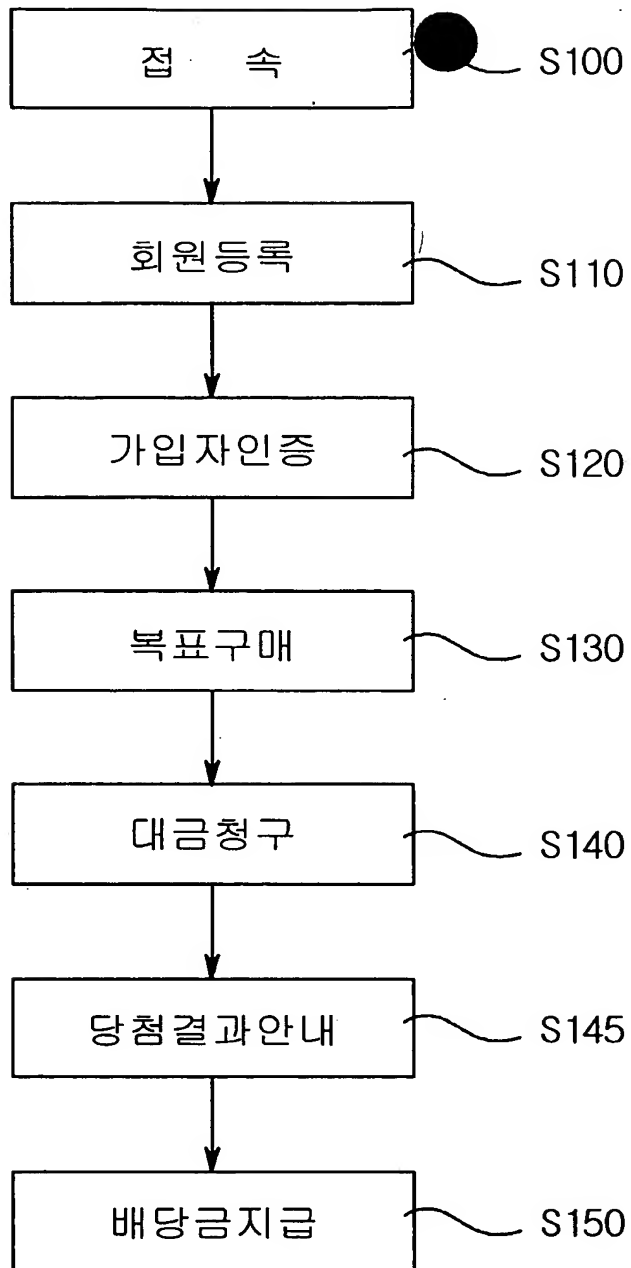 접 속 S100
회원등록 S110
가입자인증 S120
복표구매 S130
대금청구 S140
당첨결과안내 S145
배당금지급 S150